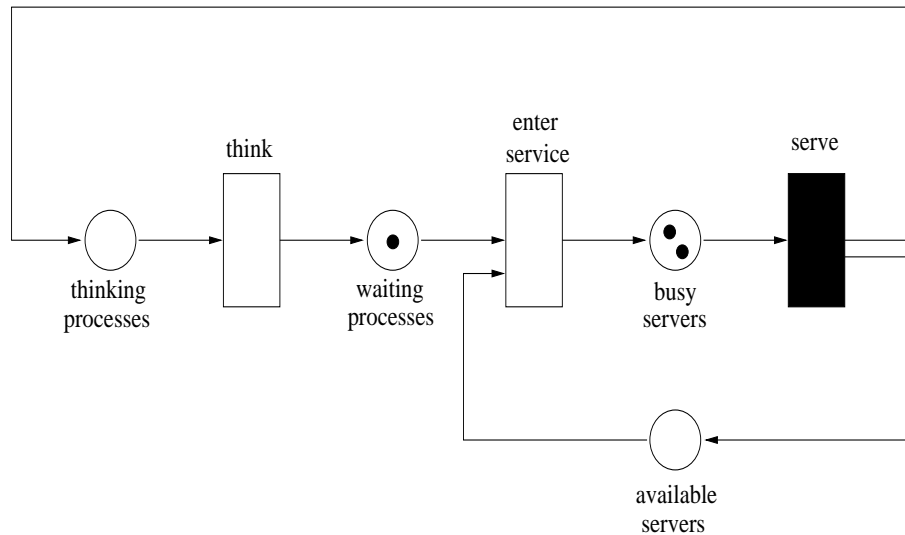 think
enter
service
serve
thinking
processes
waiting
processes
busy
servers
available
servers